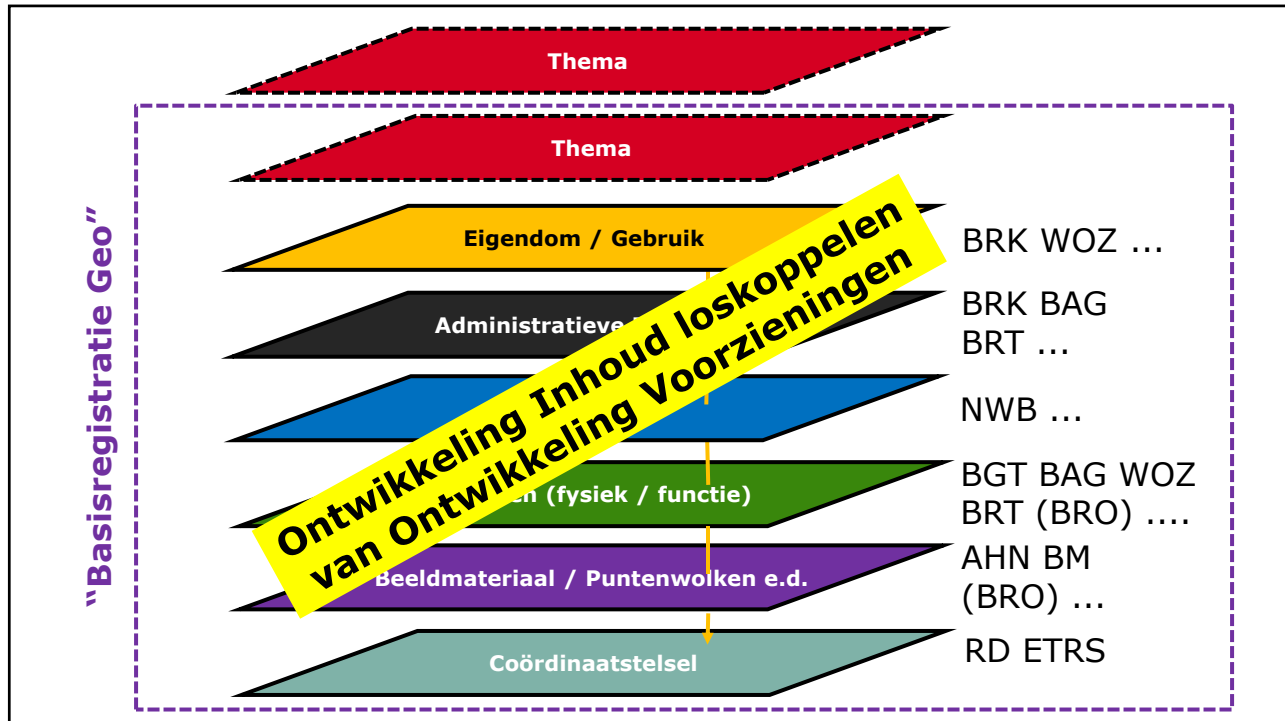 Thema
Thema
"Basisregistratie Geo"
Eigendom / Gebruik
BRK WOZ ...
Administratieve
BRK BAG
BRT ...
Ontwikkeling Inhoud loskoppelen
van Ontwikkeling Voorzieningen
NWB ...
(fysiek / functie)
BGT BAG WOZ
BRT (BRO) ....
Beeldmateriaal / Puntenwolken e.d.
AHN BM
(BRO) ...
Coördinaatstelsel
RD ETRS